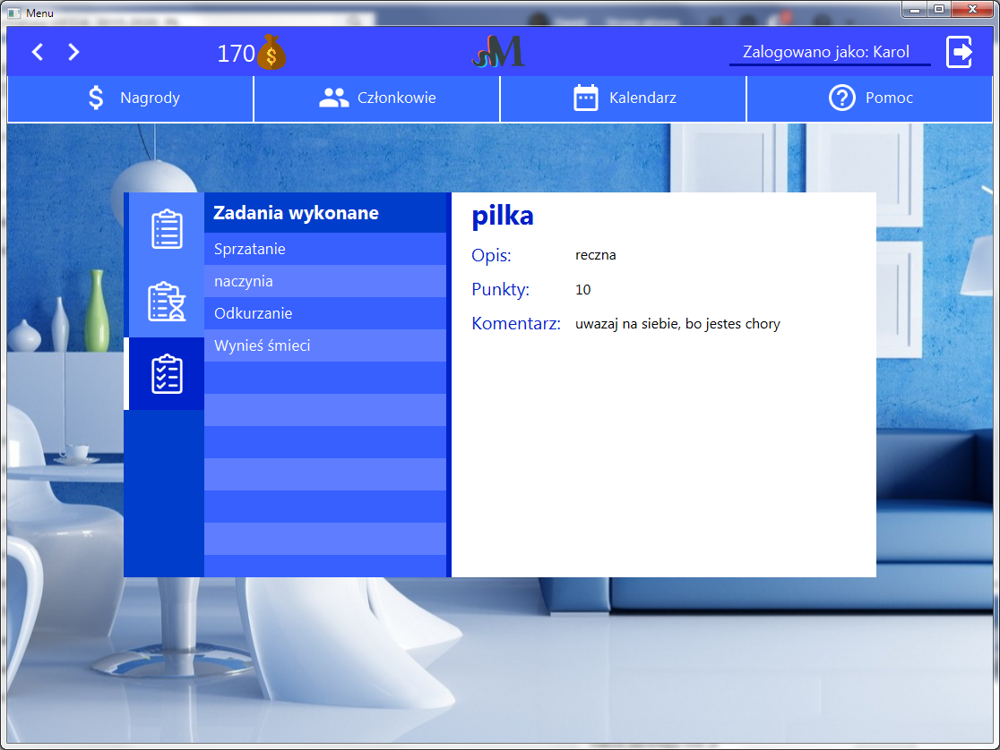 Menu
170
M
Zalogowano jako: Karol
Nagrody
Członkowie
Kalendarz
Pomoc
Zadania wykonane
Sprzatanie
naczynia
Odkurzanie
Wynieś śmieci
pilka
Opis: reczna
Punkty: 10
Komentarz: uwazaj na siebie, bo jestes chory